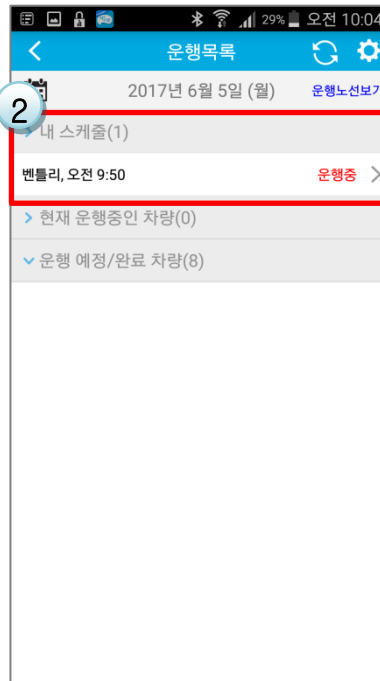 29% 오전 10:04
운행목록
2017년 6월 5일 (월) 운행노선보기
2
내 스케줄(1)
벤틀리, 오전 9:50 운행중
현재 운행중인 차량(0)
운행 예정/완료 차량(8)